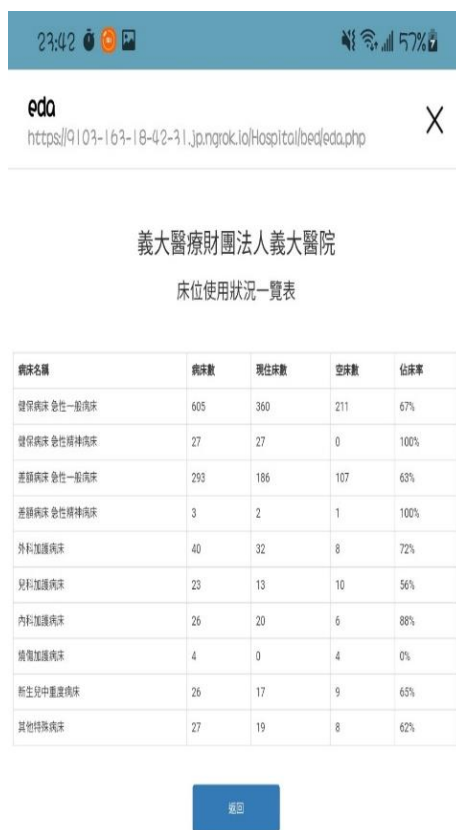 23:42 57%
eda
https://9103-163-18-42-31.jp.ngrok.io/Hospital/bed/eda.php
義大醫療財團法人義大醫院
床位使用狀況一覽表
病床名稱 病床數 現住床數 空床數 佔床率
健保病床 急性一般病床 605 360 211 67%
健保病床 急性精神病床 27 27 0 100%
差額病床 急性一般病床 293 186 107 63%
差額病床 急性精神病床 3 2 1 100%
外科加護病床 40 32 8 72%
兒科加護病床 23 13 10 56%
內科加護病床 26 20 6 88%
燒傷加護病床 4 0 4 0%
新生兒中重度病床 26 17 9 65%
其他特殊病床 27 19 8 62%
返回